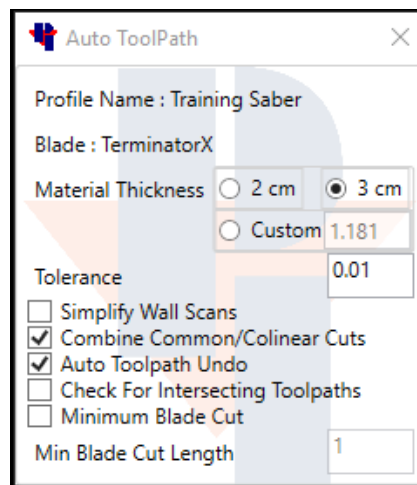 Auto ToolPath
Profile Name : Training Saber
Blade : TerminatorX
Material Thickness 2 cm 3 cm
Custom 1.181
Tolerance 0.01
Simplify Wall Scans
Combine Common/Colinear Cuts
Auto Toolpath Undo
Check For Intersecting Toolpaths
Minimum Blade Cut
Min Blade Cut Length 1